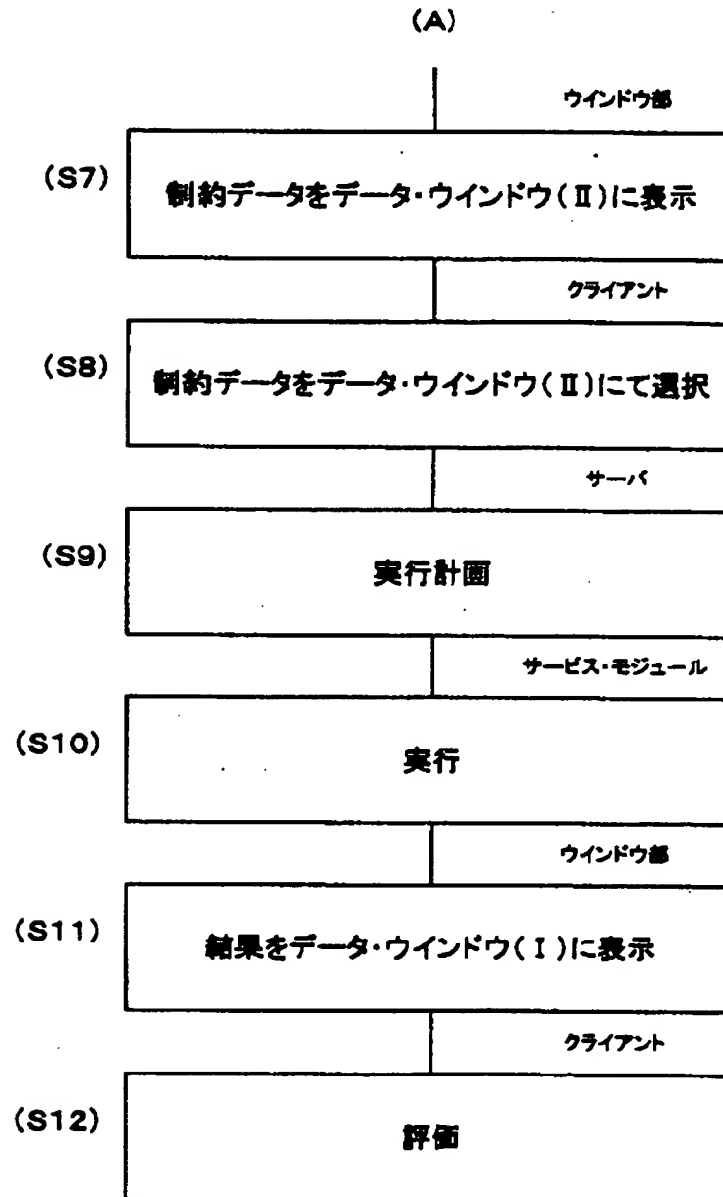 (A)
ウインドウ部
(S7)
制約データをデータ・ウインドウ(Ⅱ)に表示
クライアント
(S8)
制約データをデータ・ウインドウ(Ⅱ)にて選択
サーバ
(S9)
実行計画
サービス・モジュール
(S10)
実行
ウインドウ部
(S11)
結果をデータ・ウインドウ(Ⅰ)に表示
クライアント
(S12)
評価